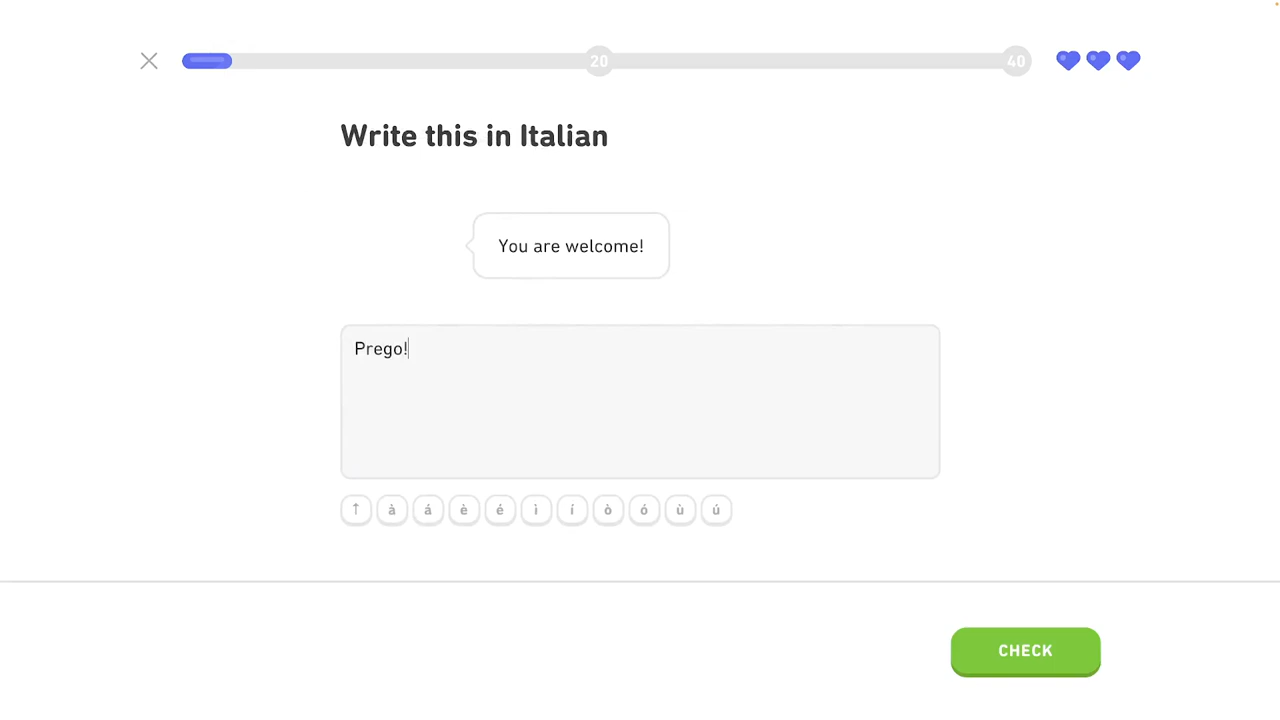 20
40
Write this in Italian
You are welcome!
Prego!
↑ à á è é ì í ò ó ù ú
CHECK